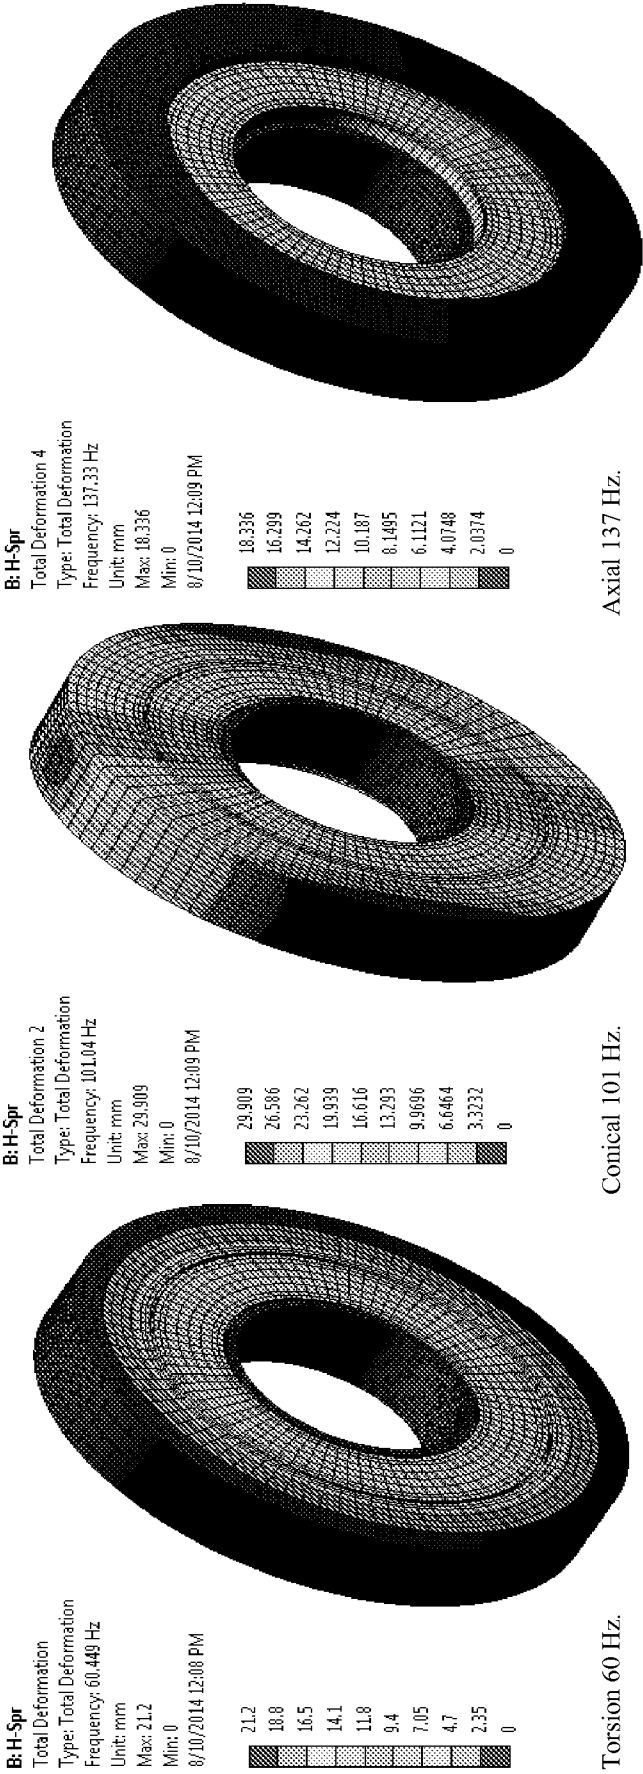 B: H-Spr
Total Deformation
Type: Total Deformation
Frequency: 60.449 Hz
Unit: mm
Max: 21.2
Min: 0
8/10/2014 12:08 PM
21.2
18.8
16.5
14.1
11.8
9.4
7.05
4.7
2.35
0
Torsion 60 Hz.
B: H-Spr
Total Deformation 2
Type: Total Deformation
Frequency: 101.04 Hz
Unit: mm
Max: 29.909
Min: 0
8/10/2014 12:09 PM
29.909
26.586
23.262
19.939
16.616
13.293
9.9696
6.6464
3.3232
0
Conical 101 Hz.
B: H-Spr
Total Deformation 4
Type: Total Deformation
Frequency: 137.33 Hz
Unit: mm
Max: 18.336
Min: 0
8/10/2014 12:09 PM
18.336
16.299
14.262
12.224
10.187
8.1495
6.1121
4.0748
2.0374
0
Axial 137 Hz.